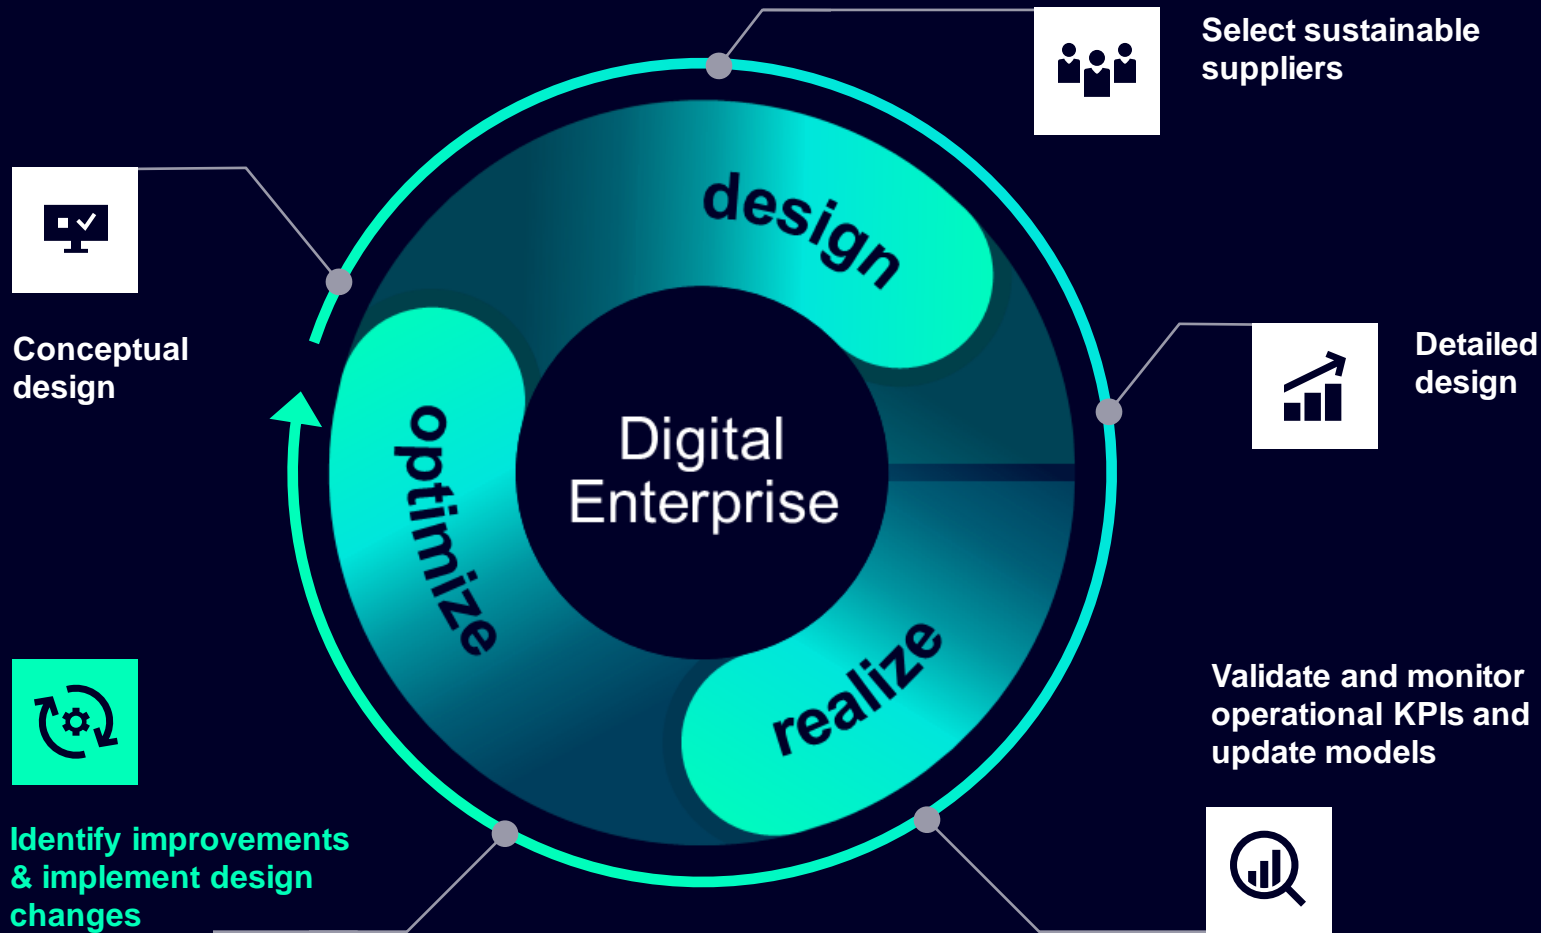 Select sustainable
suppliers
design
Conceptual
design
Detailed
design
optimize
Digital
Enterprise
realize
Validate and monitor
operational KPIs and
update models
Identify improvements
& implement design
changes